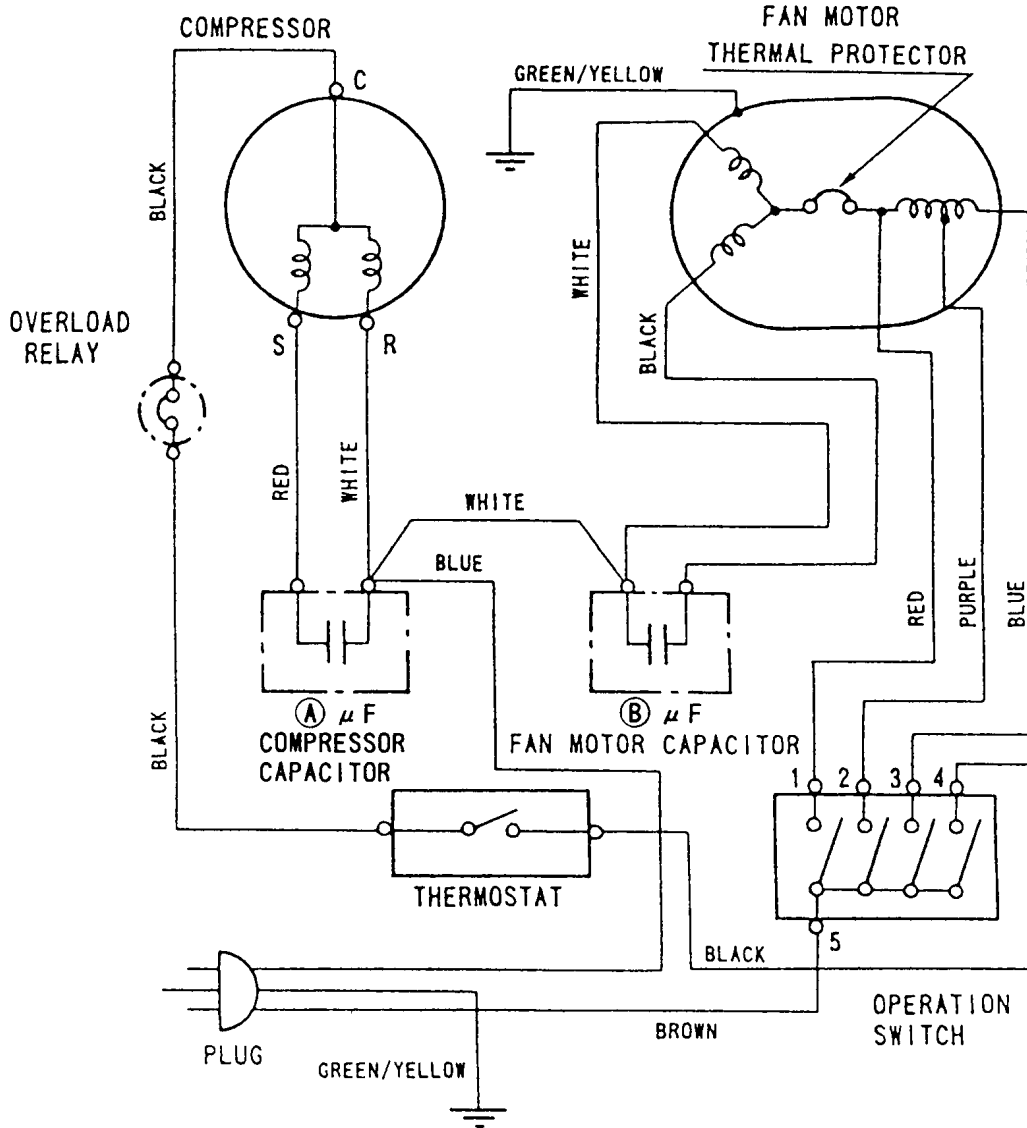 COMPRESSOR
FAN MOTOR
THERMAL PROTECTOR
GREEN/YELLOW
C
BLACK
WHITE
BLACK
OVERLOAD
RELAY
S
R
RED
WHITE
WHITE
BLUE
RED
PURPLE
BLUE
Ⓐ μF
COMPRESSOR
CAPACITOR
Ⓑ μF
FAN MOTOR CAPACITOR
BLACK
1 2 3 4
THERMOSTAT
5
BLACK
OPERATION
SWITCH
BROWN
PLUG
GREEN/YELLOW